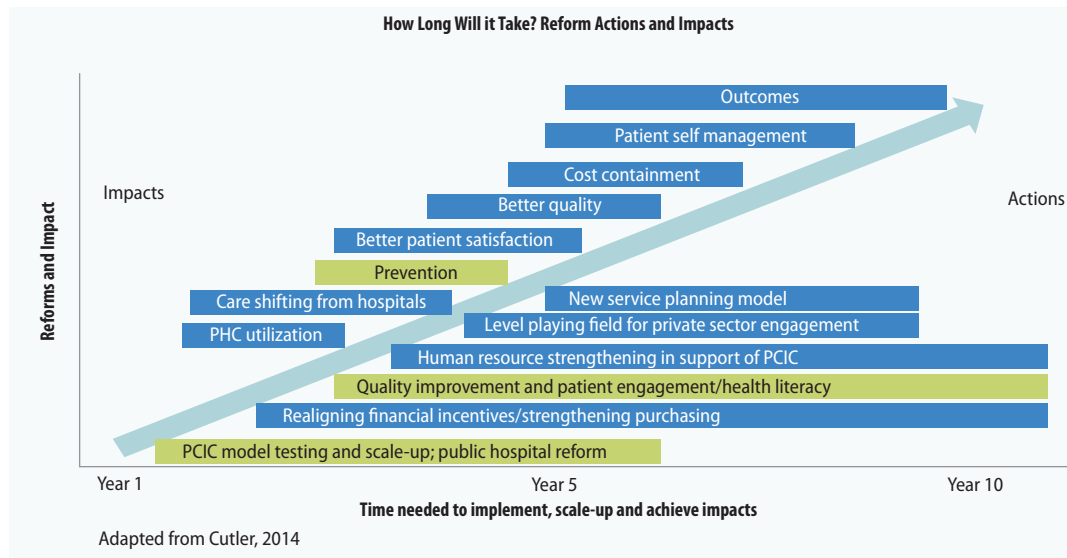 How Long Will it Take? Reform Actions and Impacts
Outcomes
Patient self management
Cost containment
Impacts
Actions
Better quality
Better patient satisfaction
Prevention
Care shifting from hospitals
New service planning model
PHC utilization
Level playing field for private sector engagement
Human resource strengthening in support of PCIC
Quality improvement and patient engagement/health literacy
Realigning financial incentives/strengthening purchasing
PCIC model testing and scale-up; public hospital reform
Reforms and Impact
Year 1
Year 5
Year 10
Time needed to implement, scale-up and achieve impacts
Adapted from Cutler, 2014